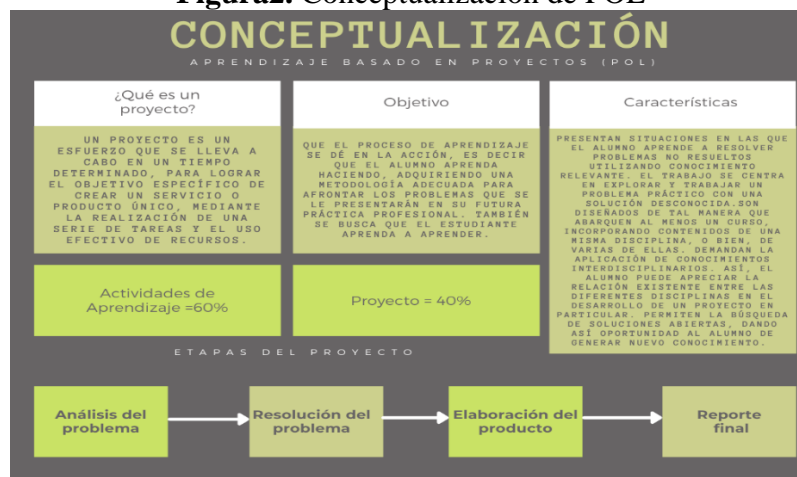 Figura2. Conceptualización de POL
CONCEPTUALIZACIÓN
APRENDIZAJE BASADO EN PROYECTOS (POL)
¿Qué es un
proyecto?
UN PROYECTO ES UN
ESFUERZO QUE SE LLEVA A
CABO EN UN TIEMPO
DETERMINADO, PARA LOGRAR
EL OBJETIVO ESPECÍFICO DE
CREAR UN SERVICIO O
PRODUCTO ÚNICO, MEDIANTE
LA REALIZACIÓN DE UNA
SERIE DE TAREAS Y EL USO
EFECTIVO DE RECURSOS.
Actividades de
Aprendizaje =60%
Objetivo
QUE EL PROCESO DE APRENDIZAJE
SE DÉ EN LA ACCIÓN, ES DECIR
QUE EL ALUMNO APRENDA
HACIENDO, ADQUIRIENDO UNA
METODOLOGÍA ADECUADA PARA
AFRONTAR LOS PROBLEMAS QUE SE
LE PRESENTARÁN EN SU FUTURA
PRÁCTICA PROFESIONAL. TAMBIÉN
SE BUSCA QUE EL ESTUDIANTE
APRENDA A APRENDER.
Proyecto = 40%
Características
PRESENTAN SITUACIONES EN LAS QUE
EL ALUMNO APRENDE A RESOLVER
PROBLEMAS NO RESUELTOS
UTILIZANDO CONOCIMIENTO
RELEVANTE. EL TRABAJO SE CENTRA
EN EXPLORAR Y TRABAJAR UN
PROBLEMA PRÁCTICO CON UNA
SOLUCIÓN DESCONOCIDA.SON
DISEÑADOS DE TAL MANERA QUE
ABARQUEN AL MENOS UN CURSO,
INCORPORANDO CONTENIDOS DE UNA
MISMA DISCIPLINA, O BIEN, DE
VARIAS DE ELLAS. DEMANDAN LA
APLICACIÓN DE CONOCIMIENTOS
INTERDISCIPLINARIOS. ASÍ, EL
ALUMNO PUEDE APRECIAR LA
RELACIÓN EXISTENTE ENTRE LAS
DIFERENTES DISCIPLINAS EN EL
DESARROLLO DE UN PROYECTO EN
PARTICULAR. PERMITEN LA BÚSQUEDA
DE SOLUCIONES ABIERTAS, DANDO
ASÍ OPORTUNIDAD AL ALUMNO DE
GENERAR NUEVO CONOCIMIENTO.
ETAPAS DEL PROYECTO
Análisis del
problema
Resolución del
problema
Elaboración del
producto
Reporte
final